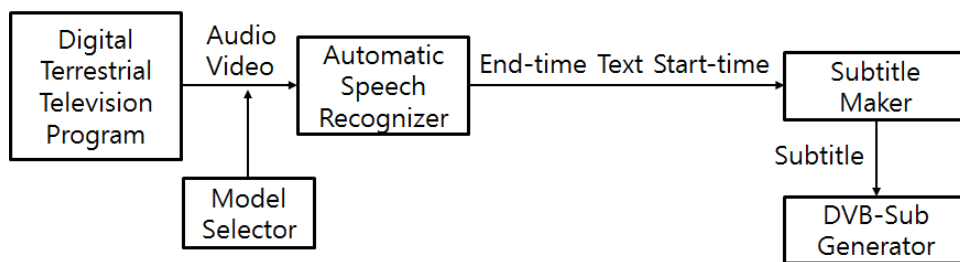 Digital
Terrestrial
Television
Program
Audio
Video
Automatic
Speech
Recognizer
End-time Text Start-time
Subtitle
Maker
Subtitle
Model
Selector
DVB-Sub
Generator